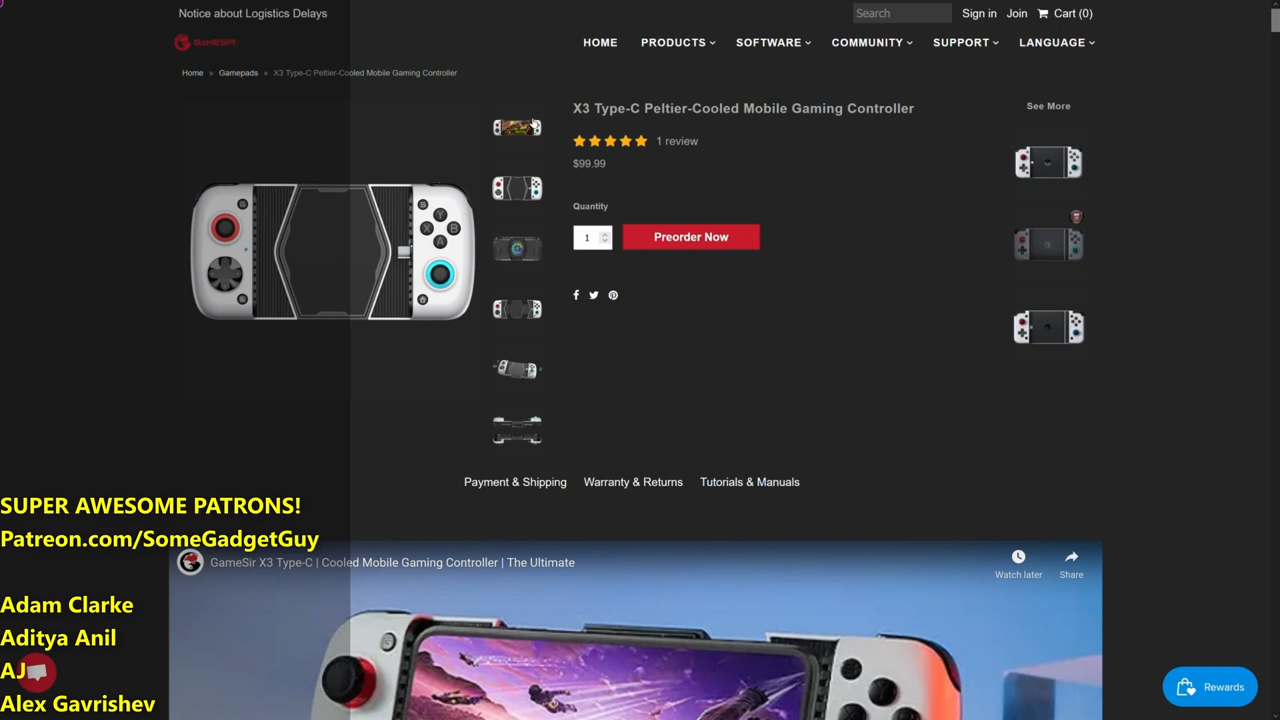 Notice about Logistics Delays
Search
Sign in
Join
Cart (0)
GAMESIR
HOME
PRODUCTS
SOFTWARE
COMMUNITY
SUPPORT
LANGUAGE
Home » Gamepads » X3 Type-C Peltier-Cooled Mobile Gaming Controller
X3 Type-C Peltier-Cooled Mobile Gaming Controller
1 review
$99.99
Quantity
1
Preorder Now
See More
Y
X
B
A
S
Payment & Shipping
Warranty & Returns
Tutorials & Manuals
SUPER AWESOME PATRONS!
Patreon.com/SomeGadgetGuy
Adam Clarke
Aditya Anil
AJ
Alex Gavrishev
GameSir X3 Type-C | Cooled Mobile Gaming Controller | The Ultimate
Watch later
Share
Rewards